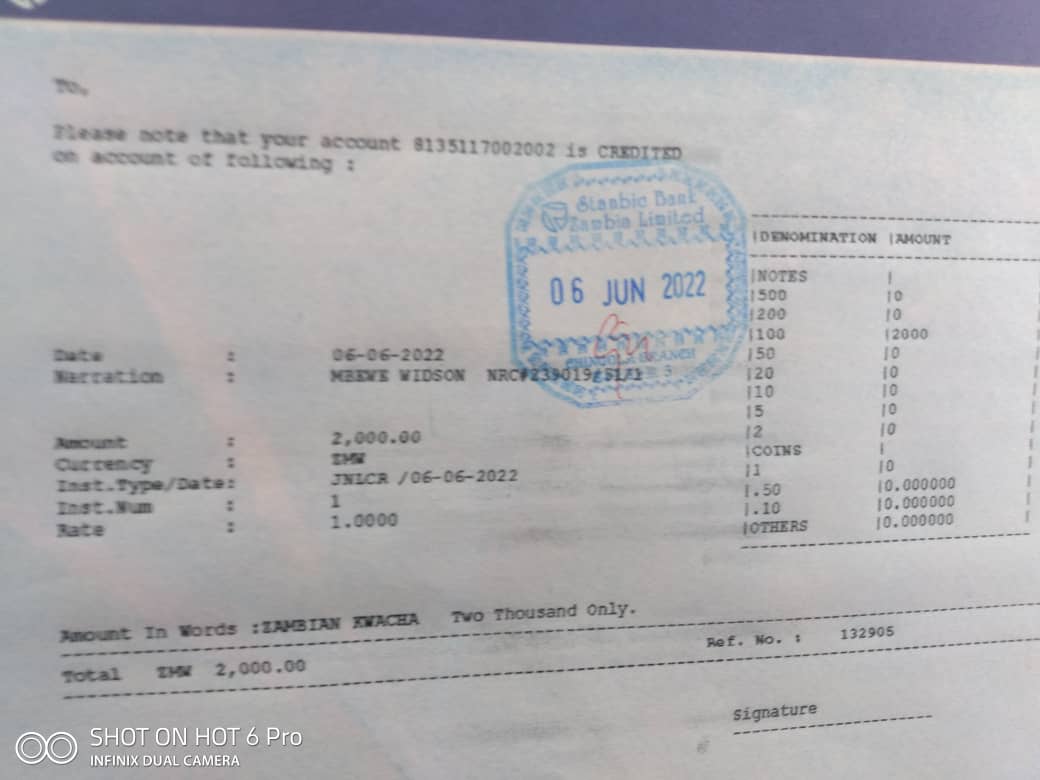 TO,
Please note that your account 8135117002002 is CREDITED
on account of following :
Stanbic Bank
Zambia Limited
06 JUN 2022
BRANCH
|DENOMINATION |AMOUNT
|NOTES |
|500 |0
|200 |0
|100 |2000
|50 |0
|20 |0
|10 |0
|5 |0
|2 |0
|COINS |
|1 |0
|.50 |0.000000
|.10 |0.000000
|OTHERS |0.000000
Date : 06-06-2022
Narration : MBEWE WIDSON NRC#239019/51/1
Amount : 2,000.00
Currency : ZMW
Inst.Type/Date: JNLCR /06-06-2022
Inst.Num : 1
Rate : 1.0000
Amount In Words :ZAMBIAN KWACHA Two Thousand Only.
Ref. No. : 132905
Total ZMW 2,000.00
Signature
SHOT ON HOT 6 Pro
INFINIX DUAL CAMERA